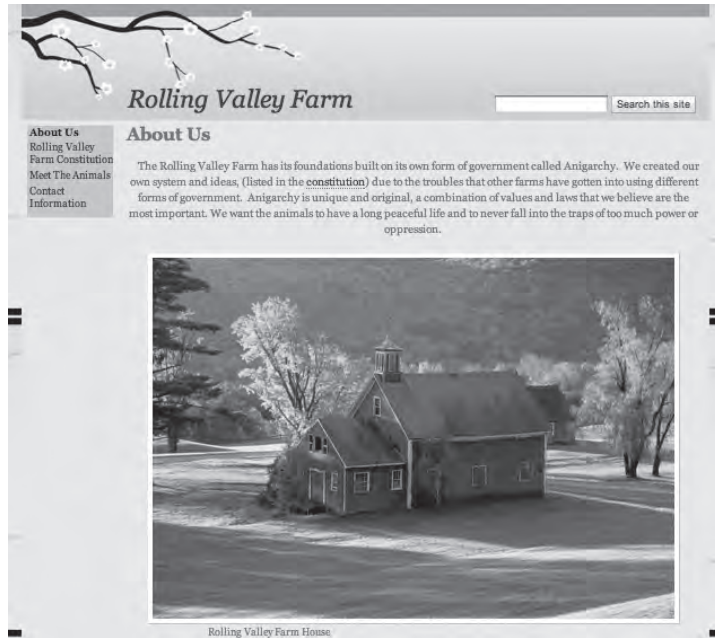 Rolling Valley Farm
Search this site
About Us
Rolling Valley
Farm Constitution
Meet The Animals
Contact
Information
About Us
The Rolling Valley Farm has its foundations built on its own form of government called Anigarchy. We created our
own system and ideas, (listed in the constitution) due to the troubles that other farms have gotten into using different
forms of government. Anigarchy is unique and original, a combination of values and laws that we believe are the
most important. We want the animals to have a long peaceful life and to never fall into the traps of too much power or
oppression.
Rolling Valley Farm House